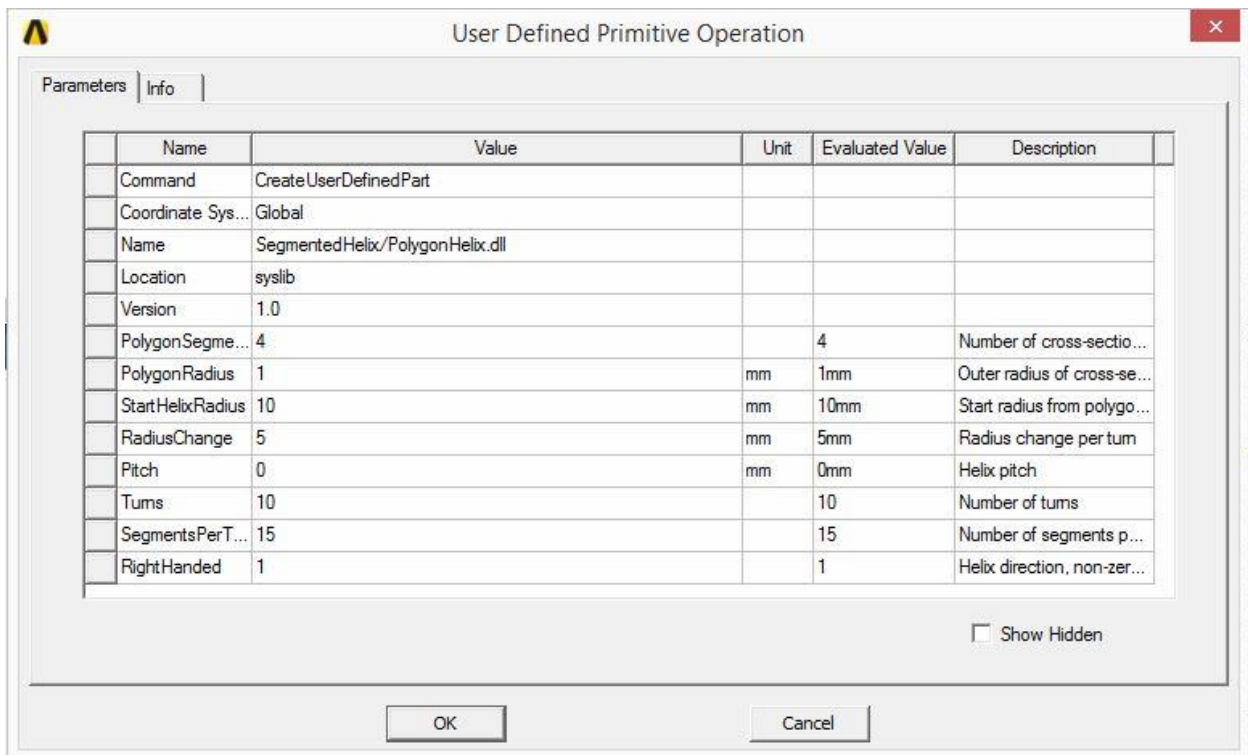 User Defined Primitive Operation
Parameters Info
Name Value Unit Evaluated Value Description
Command CreateUserDefinedPart
Coordinate Sys... Global
Name SegmentedHelix/PolygonHelix.dll
Location syslib
Version 1.0
PolygonSegme... 4 4 Number of cross-sectio...
PolygonRadius 1 mm 1mm Outer radius of cross-se...
StartHelixRadius 10 mm 10mm Start radius from polygo...
RadiusChange 5 mm 5mm Radius change per turn
Pitch 0 mm 0mm Helix pitch
Turns 10 10 Number of turns
SegmentsPerT... 15 15 Number of segments p...
RightHanded 1 1 Helix direction, non-zer...
Show Hidden
OK Cancel